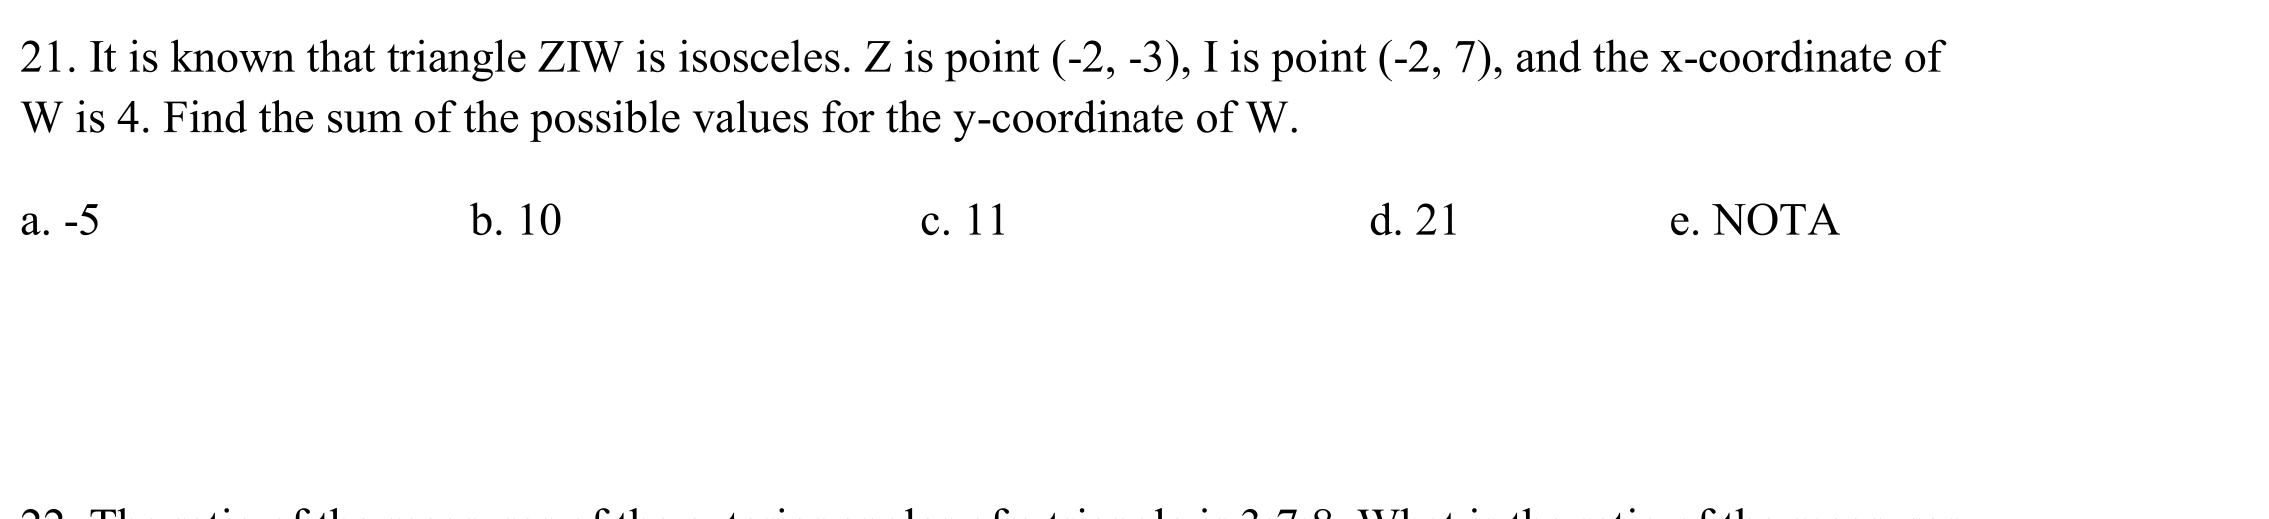 21. It is known that triangle ZIW is isosceles. Z is point (-2, -3), I is point (-2, 7), and the x-coordinate of
W is 4. Find the sum of the possible values for the y-coordinate of W.
a. -5 b. 10 c. 11 d. 21 e. NOTA